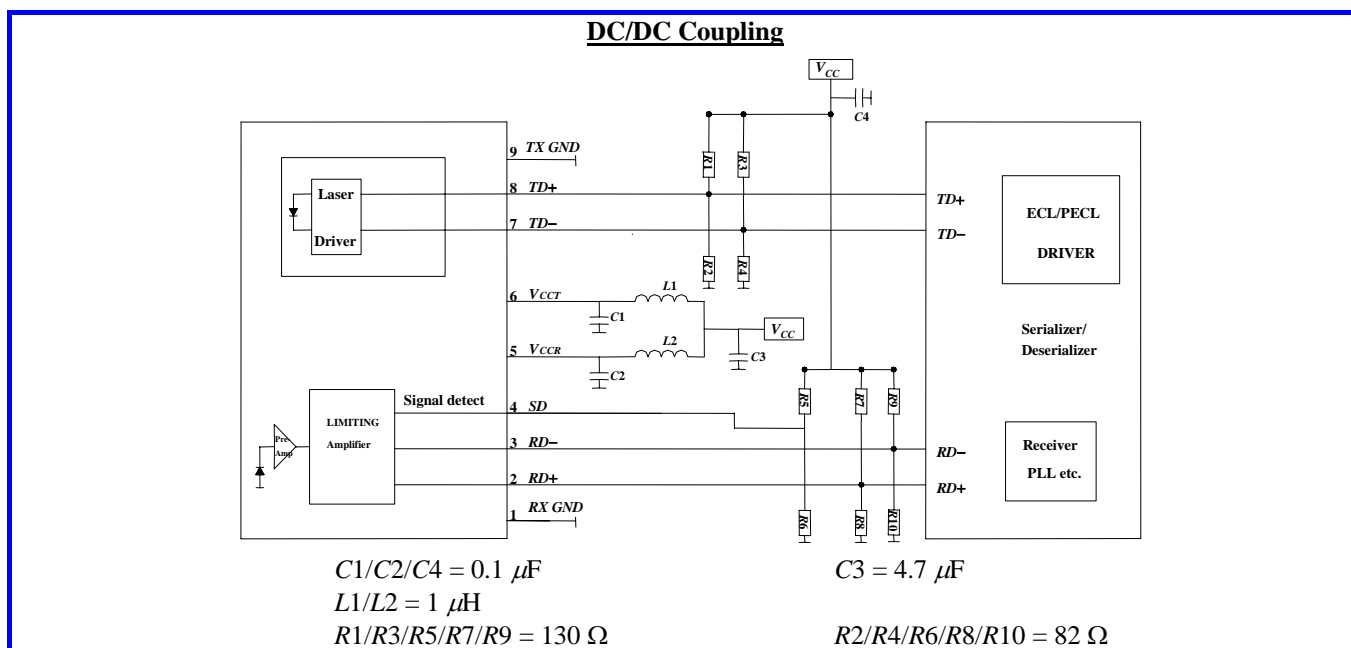 DC/DC Coupling
VCC
C4
9 TX GND
R1
R3
Laser
Driver
8 TD+
7 TD−
TD+
TD−
ECL/PECL
DRIVER
R2
R4
6 VCCT
L1
C1
VCC
L2
C3
5 VCCR
C2
Serializer/
Deserializer
Signal detect
4 SD
R5
R7
R9
LIMITING
Amplifier
Pre-
Amp
3 RD−
2 RD+
RD−
RD+
Receiver
PLL etc.
1 RX GND
R6
R8
R10
C1/C2/C4 = 0.1 μF
C3 = 4.7 μF
L1/L2 = 1 μH
R1/R3/R5/R7/R9 = 130 Ω
R2/R4/R6/R8/R10 = 82 Ω